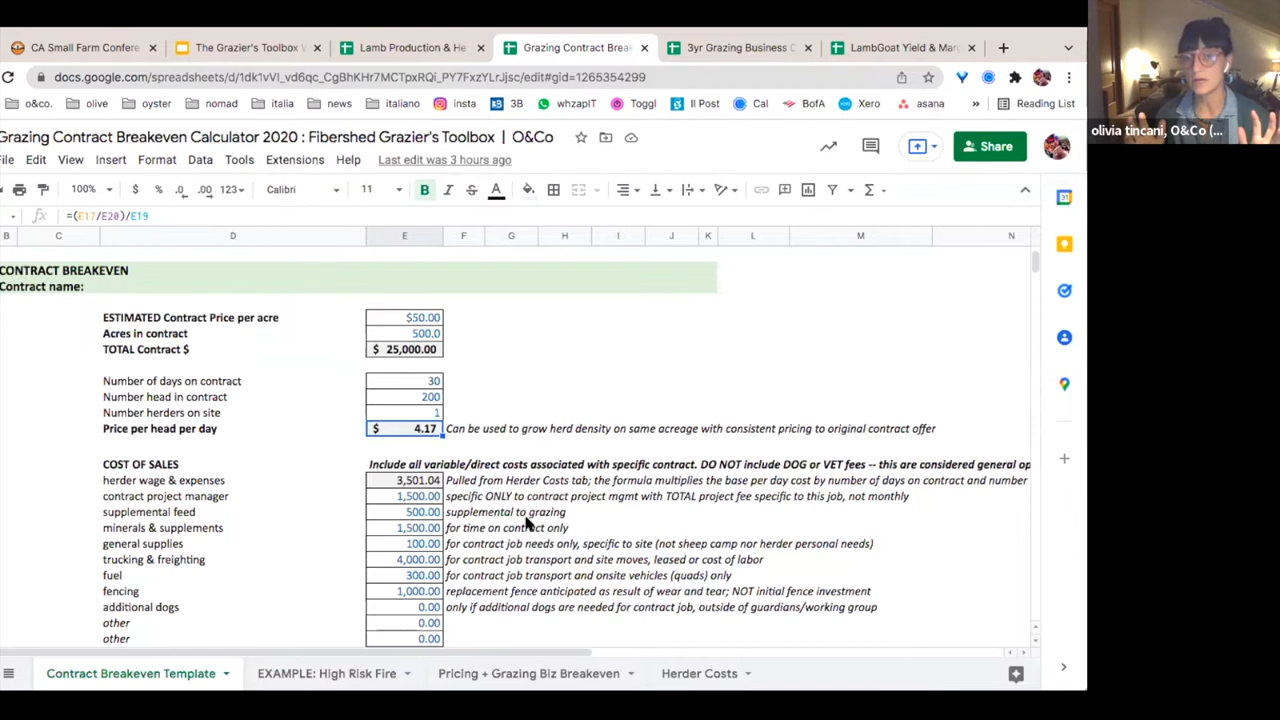 CA Small Farm Confere
The Grazier's Toolbox
Lamb Production & He
Grazing Contract Break
3yr Grazing Business
LambGoat Yield & Mar
docs.google.com/spreadsheets/d/1dk1vVI_vd6qc_CgBhKHr7MCTpxRQi_PY7FxzYLrJjsc/edit#gid=1265354299
o&co. olive oyster nomad italia news italiano insta 3B whzapIT Toggl Il Post Cal BofA Xero asana » Reading List
olivia tincani, O&Co (...
Grazing Contract Breakeven Calculator 2020 : Fibershed Grazier's Toolbox | O&Co
Share
File Edit View Insert Format Data Tools Extensions Help Last edit was 3 hours ago
100% $ % .0 .00 123 Calibri 11 B I S A
fx =(E17/E20)/E19
B C D E F G H I J K L M N
CONTRACT BREAKEVEN
Contract name:
ESTIMATED Contract Price per acre $50.00
Acres in contract 500.0
TOTAL Contract $ $ 25,000.00
Number of days on contract 30
Number head in contract 200
Number herders on site 1
Price per head per day $ 4.17 Can be used to grow herd density on same acreage with consistent pricing to original contract offer
COST OF SALES Include all variable/direct costs associated with specific contract. DO NOT include DOG or VET fees -- this are considered general op
herder wage & expenses 3,501.04 Pulled from Herder Costs tab; the formula multiplies the base per day cost by number of days on contract and number
contract project manager 1,500.00 specific ONLY to contract project mgmt with TOTAL project fee specific to this job, not monthly
supplemental feed 500.00 supplemental to grazing
minerals & supplements 1,500.00 for time on contract only
general supplies 100.00 for contract job needs only, specific to site (not sheep camp nor herder personal needs)
trucking & freighting 4,000.00 for contract job transport and site moves, leased or cost of labor
fuel 300.00 for contract job transport and onsite vehicles (quads) only
fencing 1,000.00 replacement fence anticipated as result of wear and tear; NOT initial fence investment
additional dogs 0.00 only if additional dogs are needed for contract job, outside of guardians/working group
other 0.00
other 0.00
Contract Breakeven Template EXAMPLE: High Risk Fire Pricing + Grazing Biz Breakeven Herder Costs